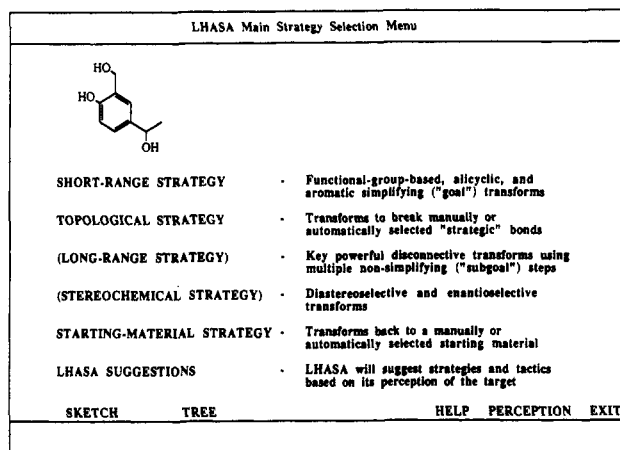 LHASA Main Strategy Selection Menu
HO
HO
OH
SHORT-RANGE STRATEGY - Functional-group-based, alicyclic, and
aromatic simplifying ("goal") transforms
TOPOLOGICAL STRATEGY - Transforms to break manually or
automatically selected "strategic" bonds
(LONG-RANGE STRATEGY) - Key powerful disconnective transforms using
multiple non-simplifying ("subgoal") steps
(STEREOCHEMICAL STRATEGY) - Diastereoselective and enantioselective
transforms
STARTING-MATERIAL STRATEGY - Transforms back to a manually or
automatically selected starting material
LHASA SUGGESTIONS - LHASA will suggest strategies and tactics
based on its perception of the target
SKETCH TREE HELP PERCEPTION EXIT